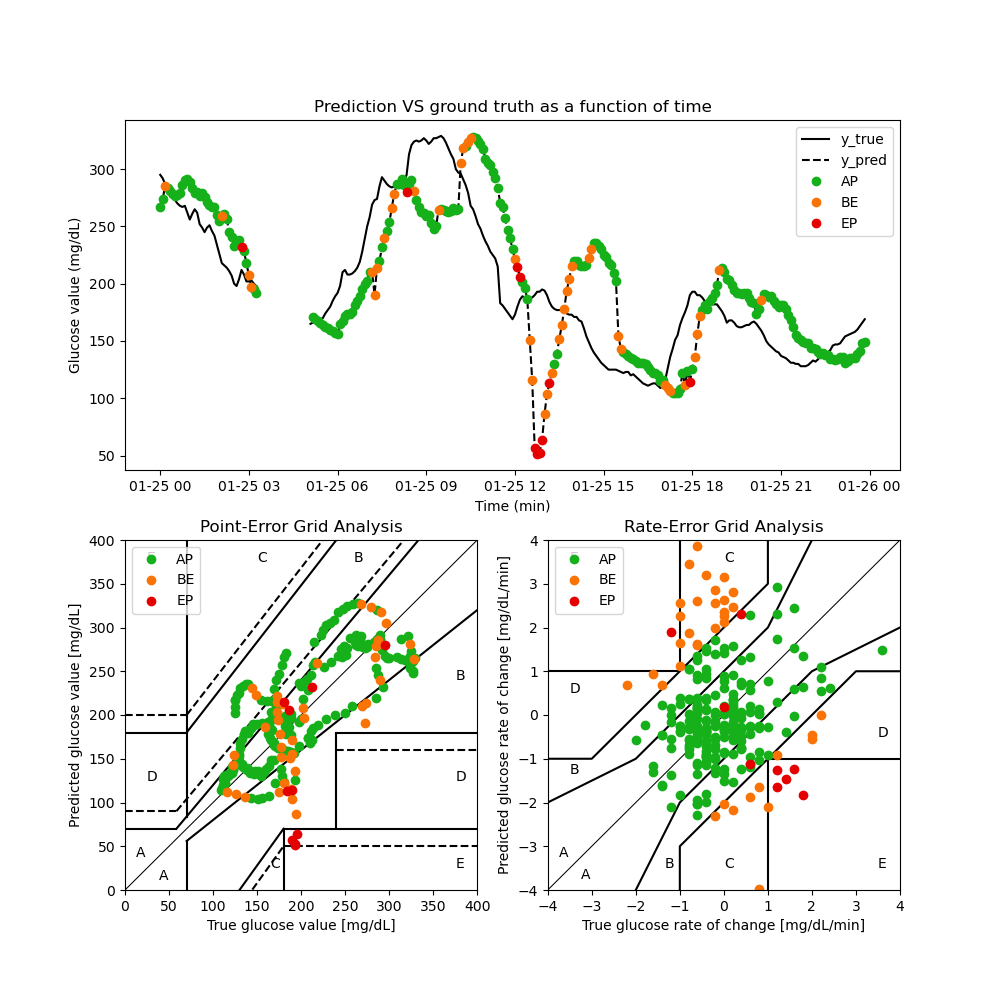 Prediction VS ground truth as a function of time
Glucose value (mg/dL)
300
250
200
150
100
50
y_true
y_pred
AP
BE
EP
01-25 00 01-25 03 01-25 06 01-25 09 01-25 12 01-25 15 01-25 18 01-25 21 01-26 00
Time (min)
Point-Error Grid Analysis
Predicted glucose value [mg/dL]
400
350
300
250
200
150
100
50
0
AP
BE
EP
C
B
B
D
D
A
A
C
E
0 50 100 150 200 250 300 350 400
True glucose value [mg/dL]
Rate-Error Grid Analysis
Predicted glucose rate of change [mg/dL/min]
4
3
2
1
0
−1
−2
−3
−4
AP
BE
EP
C
D
D
B
A
A
B
C
E
−4 −3 −2 −1 0 1 2 3 4
True glucose rate of change [mg/dL/min]